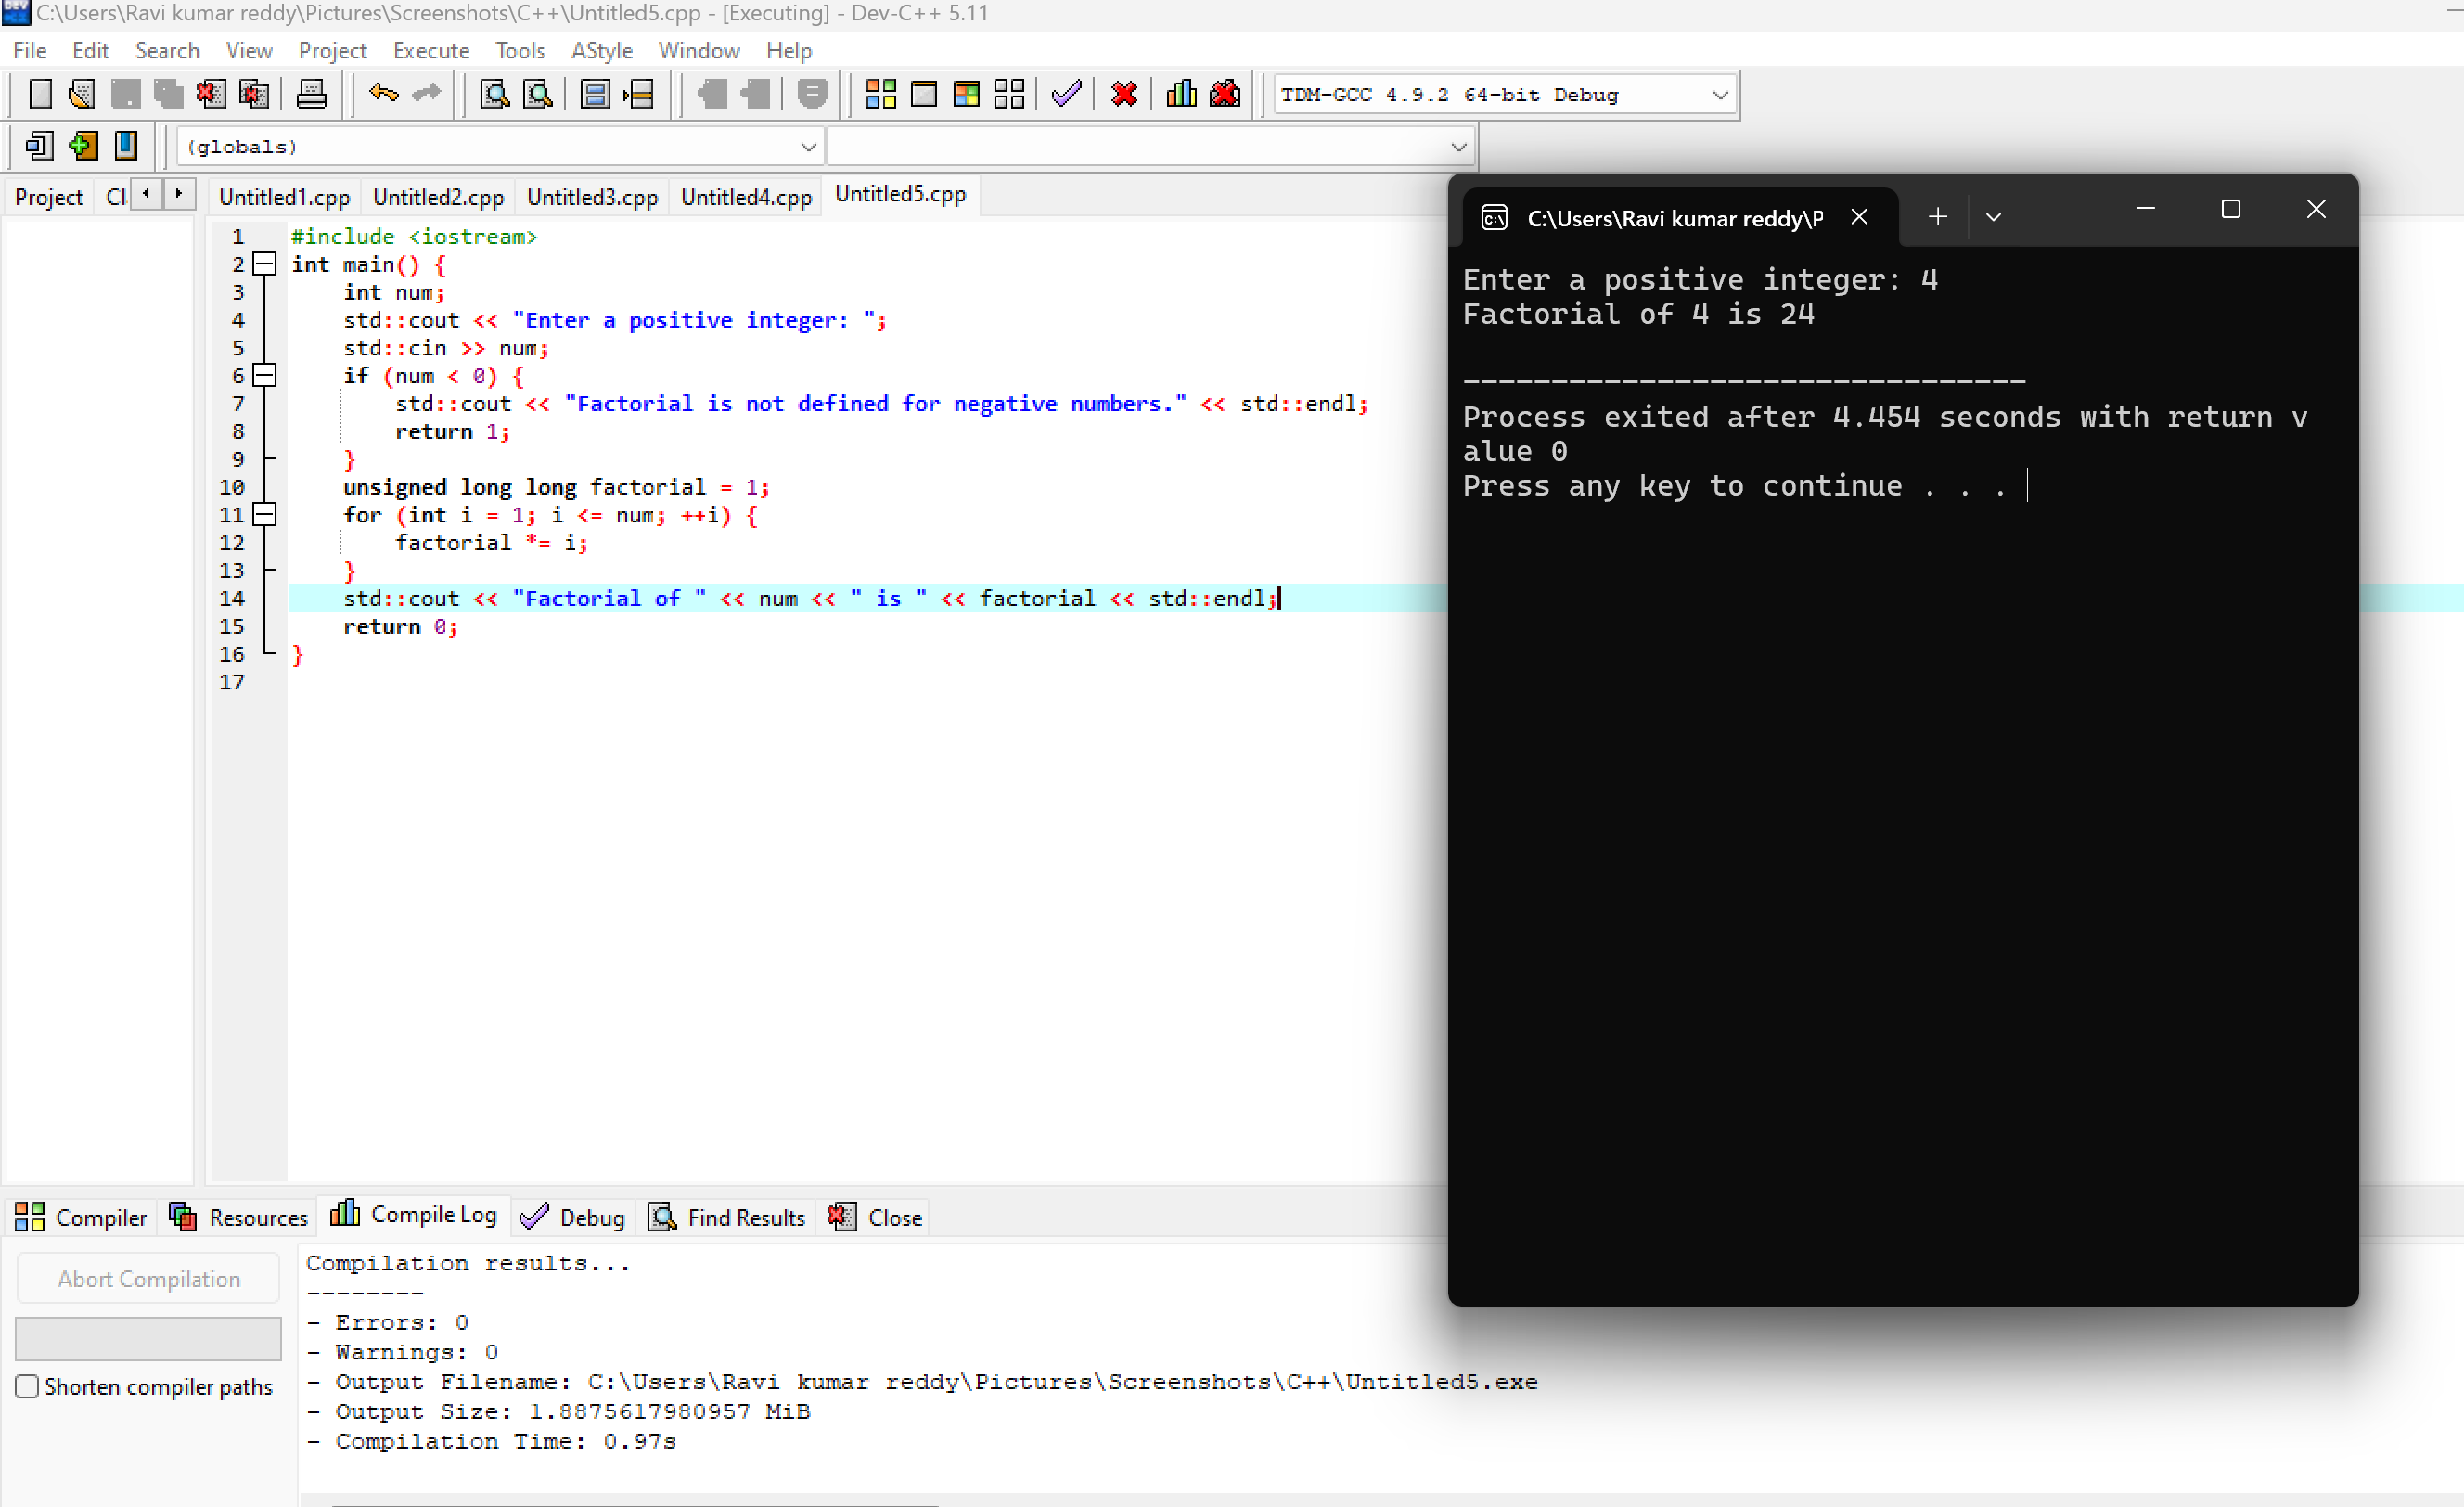 C:\Users\Ravi kumar reddy\Pictures\Screenshots\C++\Untitled5.cpp - [Executing] - Dev-C++ 5.11
File Edit Search View Project Execute Tools AStyle Window Help
TDM-GCC 4.9.2 64-bit Debug
(globals)
Project Cl Untitled1.cpp Untitled2.cpp Untitled3.cpp Untitled4.cpp Untitled5.cpp
1 #include <iostream>
2 int main() {
3 int num;
4 std::cout << "Enter a positive integer: ";
5 std::cin >> num;
6 if (num < 0) {
7 std::cout << "Factorial is not defined for negative numbers." << std::endl;
8 return 1;
9 }
10 unsigned long long factorial = 1;
11 for (int i = 1; i <= num; ++i) {
12 factorial *= i;
13 }
14 std::cout << "Factorial of " << num << " is " << factorial << std::endl;
15 return 0;
16 }
17
C:\Users\Ravi kumar reddy\P
Enter a positive integer: 4
Factorial of 4 is 24
--------------------------------
Process exited after 4.454 seconds with return v
alue 0
Press any key to continue . . .
Compiler Resources Compile Log Debug Find Results Close
Abort Compilation
Shorten compiler paths
Compilation results...
--------
- Errors: 0
- Warnings: 0
- Output Filename: C:\Users\Ravi kumar reddy\Pictures\Screenshots\C++\Untitled5.exe
- Output Size: 1.8875617980957 MiB
- Compilation Time: 0.97s